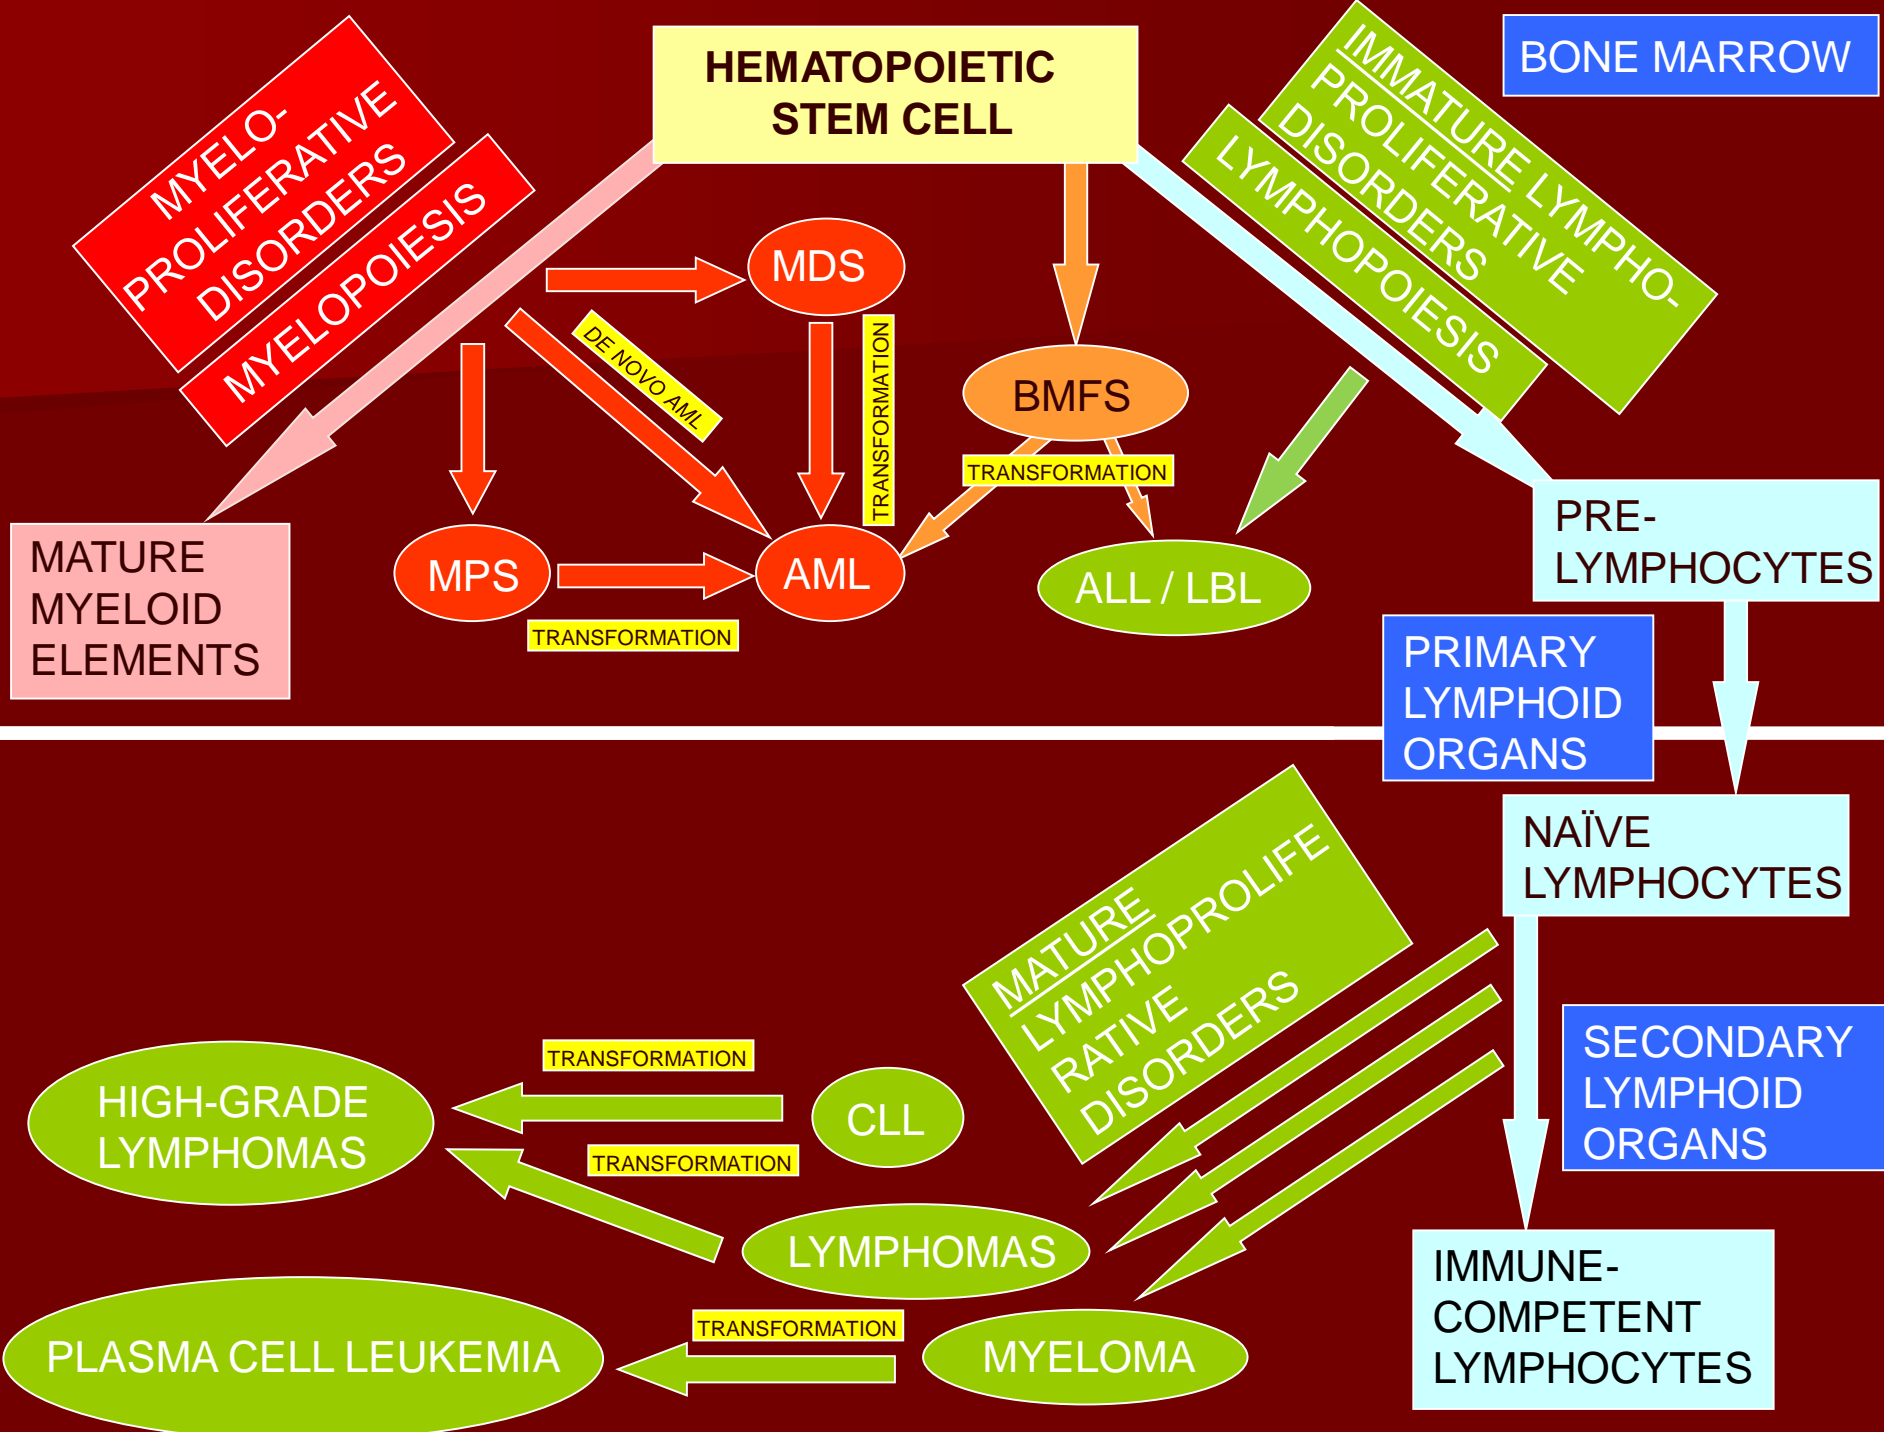 HEMATOPOIETIC
STEM CELL
BONE MARROW
MYELO-
PROLIFERATIVE
DISORDERS
MYELOPOIESIS
IMMATURE LYMPHO-
PROLIFERATIVE
DISORDERS
LYMPHOPOIESIS
MDS
DE NOVO AML
TRANSFORMATION
BMFS
TRANSFORMATION
MATURE
MYELOID
ELEMENTS
MPS
AML
TRANSFORMATION
ALL / LBL
PRE-
LYMPHOCYTES
PRIMARY
LYMPHOID
ORGANS
NAÏVE
LYMPHOCYTES
MATURE
LYMPHOPROLIFE
RATIVE
DISORDERS
SECONDARY
LYMPHOID
ORGANS
TRANSFORMATION
HIGH-GRADE
LYMPHOMAS
CLL
TRANSFORMATION
LYMPHOMAS
IMMUNE-
COMPETENT
LYMPHOCYTES
TRANSFORMATION
PLASMA CELL LEUKEMIA
MYELOMA